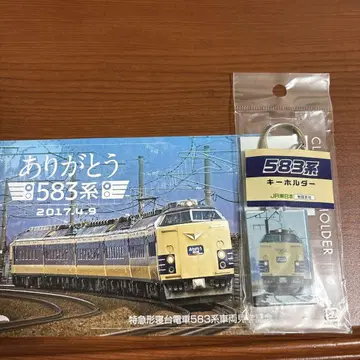 ありがとう
583系
2017.4.9
特急形寝台電車583系車両見
583系
キーホルダー
JR東日本
HOLDER